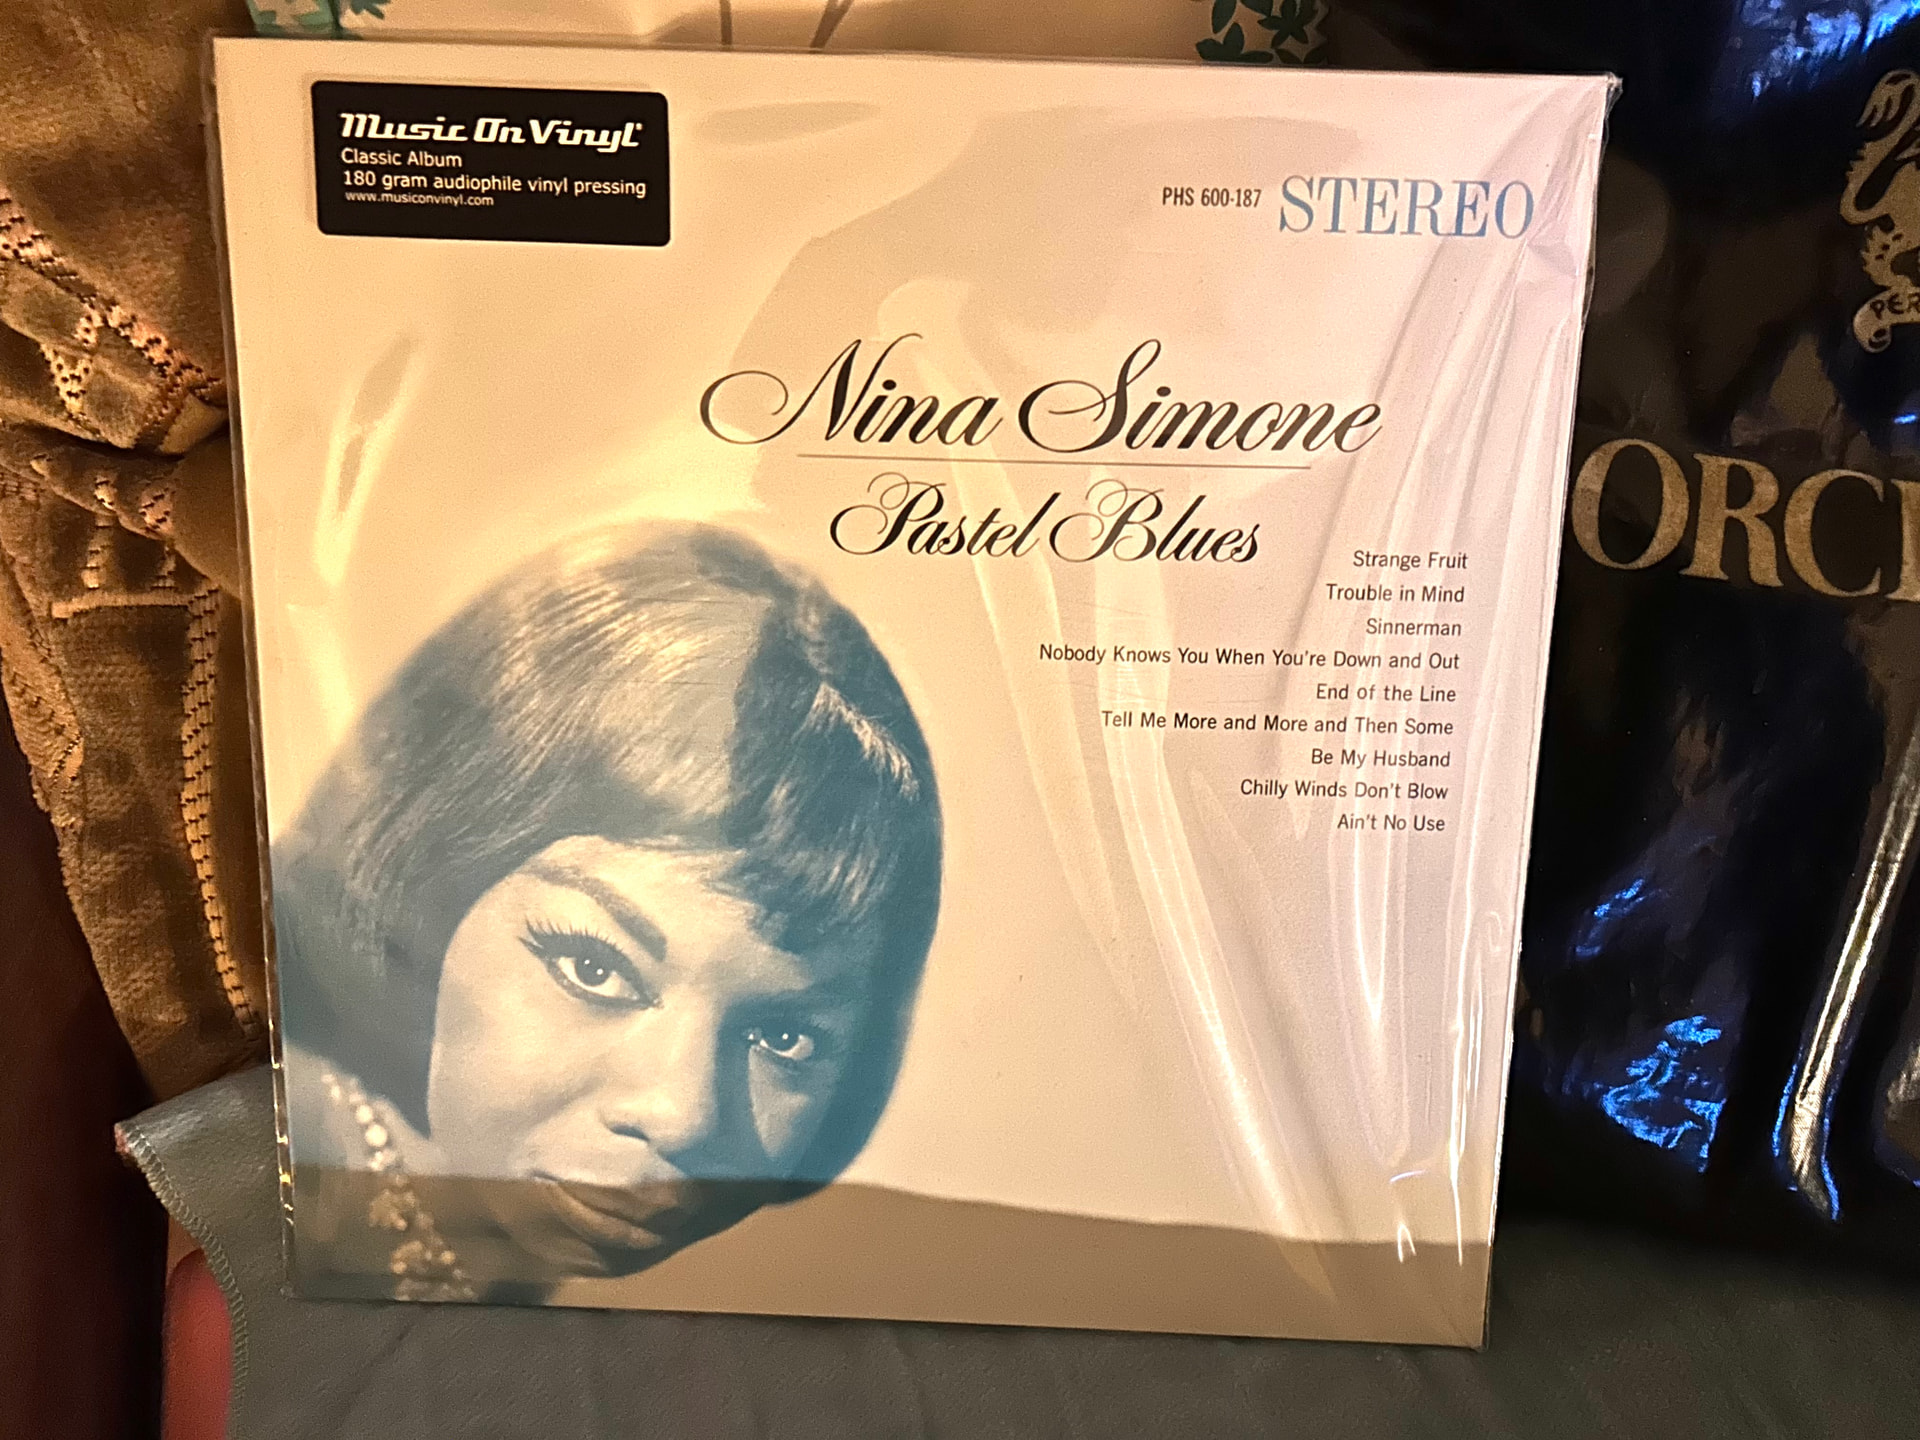 Music On Vinyl
Classic Album
180 gram audiophile vinyl pressing
www.musiconvinyl.com
PHS 600-187 STEREO
Nina Simone
Pastel Blues
Strange Fruit
Trouble in Mind
Sinnerman
Nobody Knows You When You're Down and Out
End of the Line
Tell Me More and More and Then Some
Be My Husband
Chilly Winds Don't Blow
Ain't No Use
PER
ORC